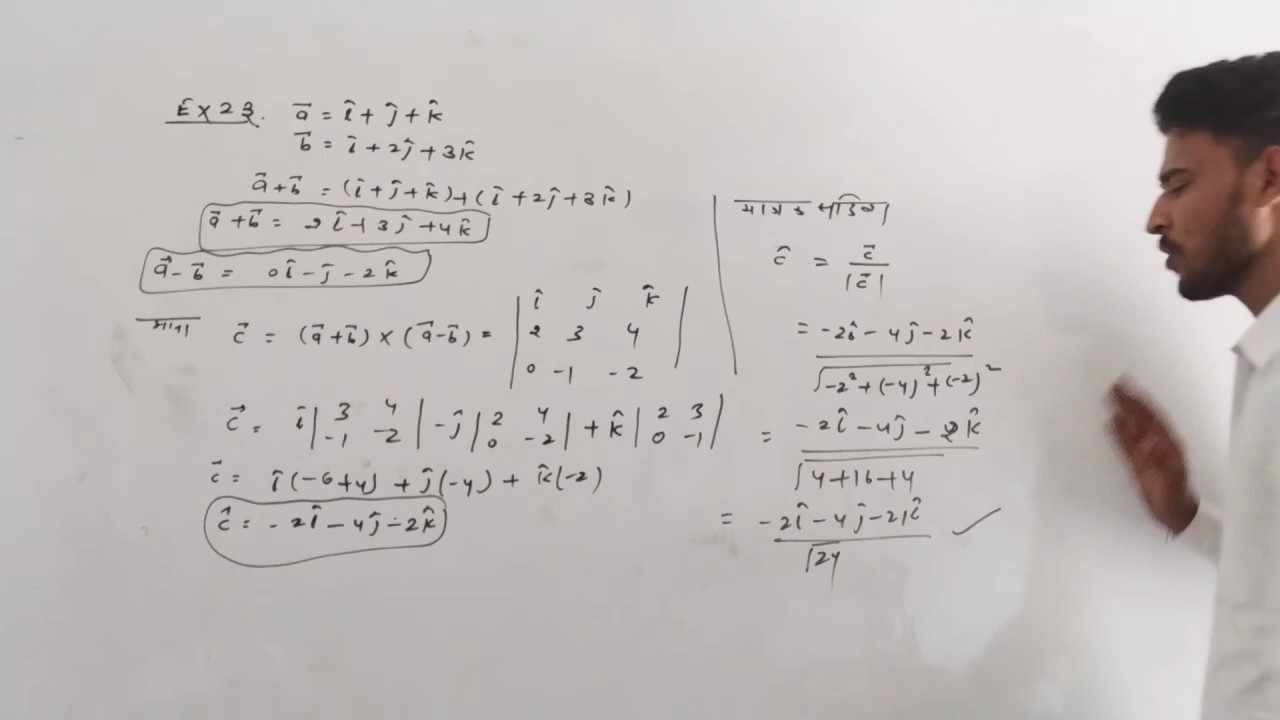 Ex 23. a⃗ = î + ĵ + k̂
b⃗ = î + 2ĵ + 3k̂
a⃗ + b⃗ = (î + ĵ + k̂) + (î + 2ĵ + 3k̂)
a⃗ + b⃗ = 2î + 3ĵ + 4k̂
a⃗ - b⃗ = 0î - ĵ - 2k̂
माना c⃗ = (a⃗+b⃗) × (a⃗-b⃗) = | î ĵ k̂ |
| 2 3 4 |
| 0 -1 -2 |
c⃗ = î | 3 4 | - ĵ | 2 4 | + k̂ | 2 3 |
| -1 -2 | | 0 -2 | | 0 -1 |
c⃗ = î(-6+4) + ĵ(-4) + k̂(-2)
c⃗ = -2î - 4ĵ - 2k̂
मात्रक
ĉ = c⃗ / |c⃗|
= -2î - 4ĵ - 2k̂
√-2² + (-4)² + (-2)²
= -2î - 4ĵ - 2k̂
√4+16+4
= -2î - 4ĵ - 2k̂ ✓
√24